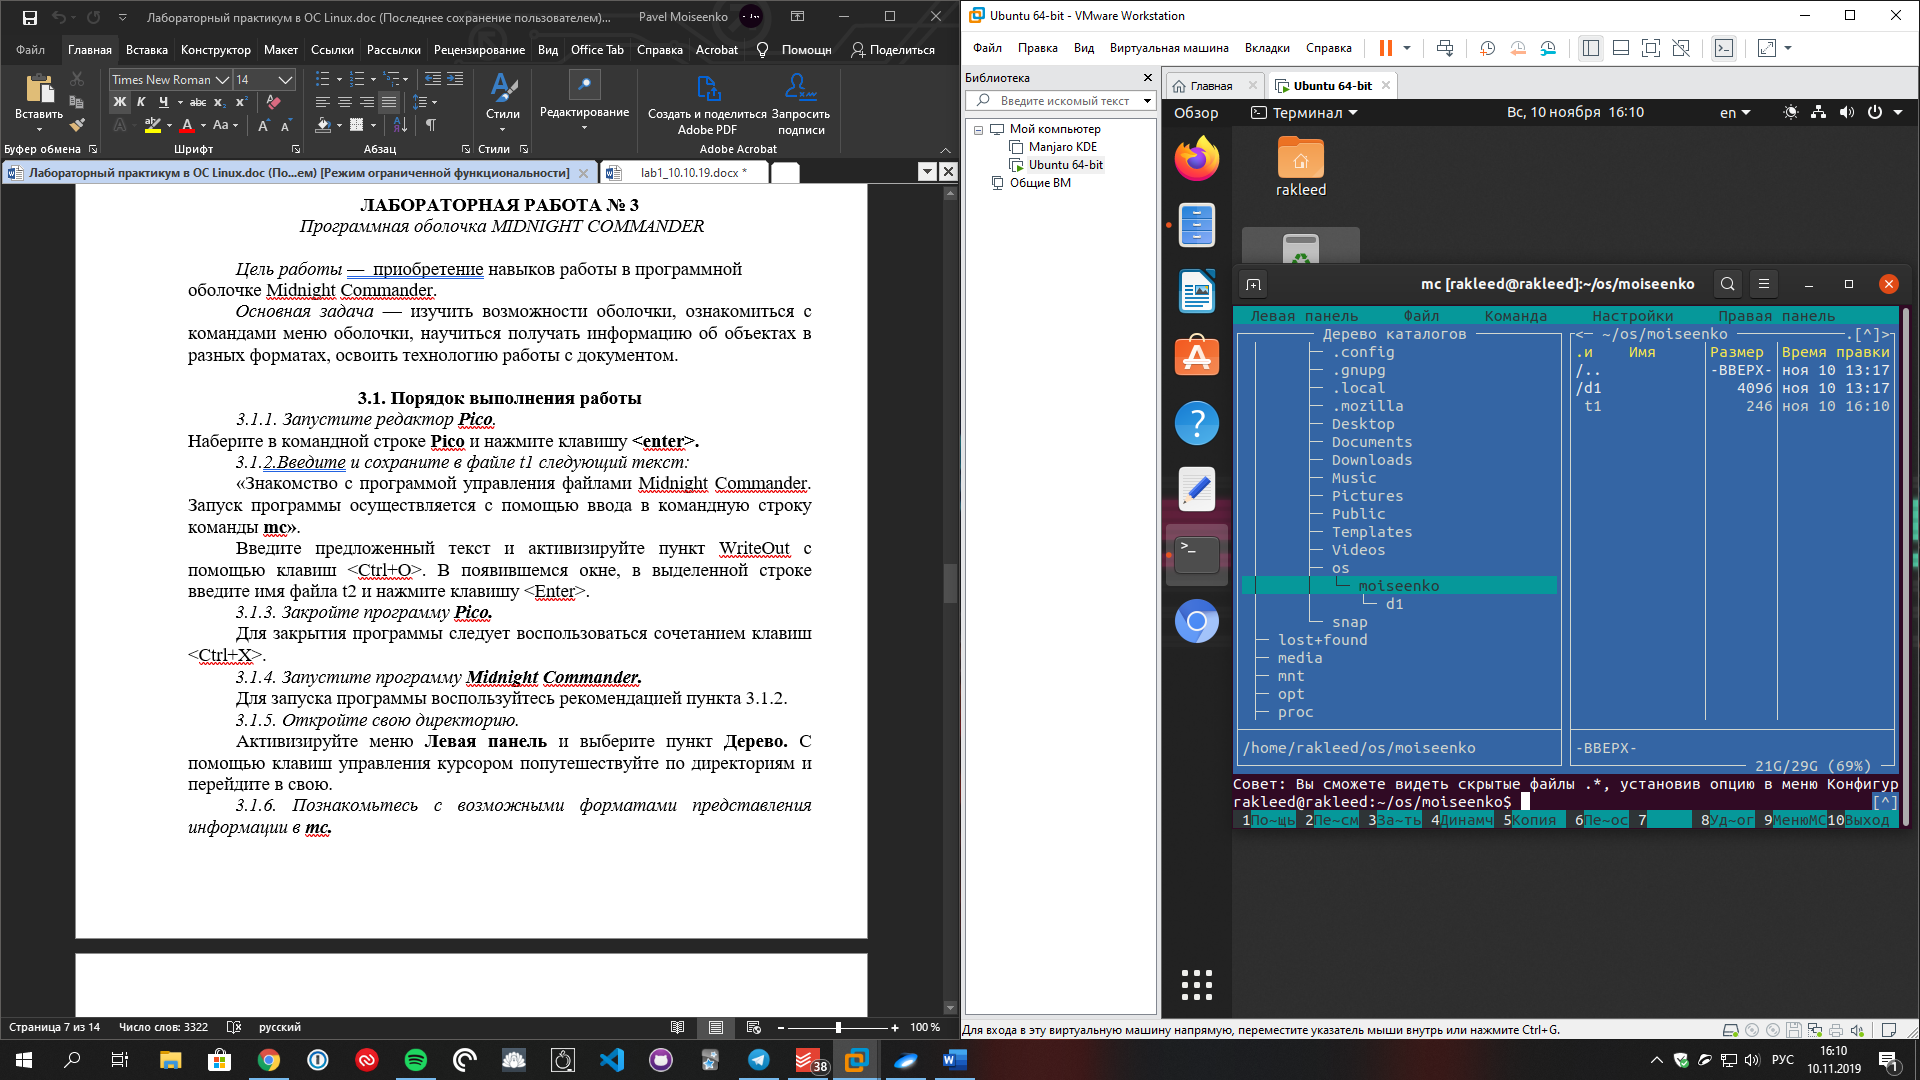 Лабораторный практикум в ОС Linux.doc (Последнее сохранение пользователем)...
Pavel Moiseenko
Файл Главная Вставка Конструктор Макет Ссылки Рассылки Рецензирование Вид Office Tab Справка Acrobat Помощн Поделиться
Times New Roman 14
Вставить
Ж К Ч abc x₂ x²
Aa
Стили
Редактирование
Создать и поделиться Adobe PDF
Запросить подписи
Буфер обмена Шрифт Абзац Стили Adobe Acrobat
Лабораторный практикум в ОС Linux.doc (По...ем) [Режим ограниченной функциональности]
lab1_10.10.19.docx *
ЛАБОРАТОРНАЯ РАБОТА № 3
Программная оболочка MIDNIGHT COMMANDER
Цель работы — приобретение навыков работы в программной
оболочке Midnight Commander.
Основная задача — изучить возможности оболочки, ознакомиться с
командами меню оболочки, научиться получать информацию об объектах в
разных форматах, освоить технологию работы с документом.
3.1. Порядок выполнения работы
3.1.1. Запустите редактор Pico.
Наберите в командной строке Pico и нажмите клавишу <enter>.
3.1.2.Введите и сохраните в файле t1 следующий текст:
«Знакомство с программой управления файлами Midnight Commander.
Запуск программы осуществляется с помощью ввода в командную строку
команды mc».
Введите предложенный текст и активизируйте пункт WriteOut с
помощью клавиш <Ctrl+O>. В появившемся окне, в выделенной строке
введите имя файла t2 и нажмите клавишу <Enter>.
3.1.3. Закройте программу Pico.
Для закрытия программы следует воспользоваться сочетанием клавиш
<Ctrl+X>.
3.1.4. Запустите программу Midnight Commander.
Для запуска программы воспользуйтесь рекомендацией пункта 3.1.2.
3.1.5. Откройте свою директорию.
Активизируйте меню Левая панель и выберите пункт Дерево. С
помощью клавиш управления курсором попутешествуйте по директориям и
перейдите в свою.
3.1.6. Познакомьтесь с возможными форматами представления
информации в mc.
Страница 7 из 14 Число слов: 3322 русский 100 %
Ubuntu 64-bit - VMware Workstation
Файл Правка Вид Виртуальная машина Вкладки Справка
Библиотека
Введите искомый текст
Мой компьютер
Manjaro KDE
Ubuntu 64-bit
Общие ВМ
Главная
Ubuntu 64-bit
Обзор Терминал Вс, 10 ноября 16:10 en
rakleed
mc [rakleed@rakleed]:~/os/moiseenko
Левая панель Файл Команда Настройки Правая панель
Дерево каталогов
.config
.gnupg
.local
.mozilla
Desktop
Documents
Downloads
Music
Pictures
Public
Templates
Videos
os
moiseenko
d1
snap
lost+found
media
mnt
opt
proc
/home/rakleed/os/moiseenko
<─ ~/os/moiseenko .[^]>
.и Имя Размер Время правки
/.. -ВВЕРХ- ноя 10 13:17
/d1 4096 ноя 10 13:17
t1 246 ноя 10 16:10
-ВВЕРХ-
21G/29G (69%)
Совет: Вы сможете видеть скрытые файлы .*, установив опцию в меню Конфигур
rakleed@rakleed:~/os/moiseenko$ [^]
1По~щь 2Пе~см 3За~ть 4Динамч 5Копия 6Пе~ос 7 8Уд~ог 9МенюМС 10Выход
Для входа в эту виртуальную машину напрямую, переместите указатель мыши внутрь или нажмите Ctrl+G.
38
РУС
16:10
10.11.2019
1